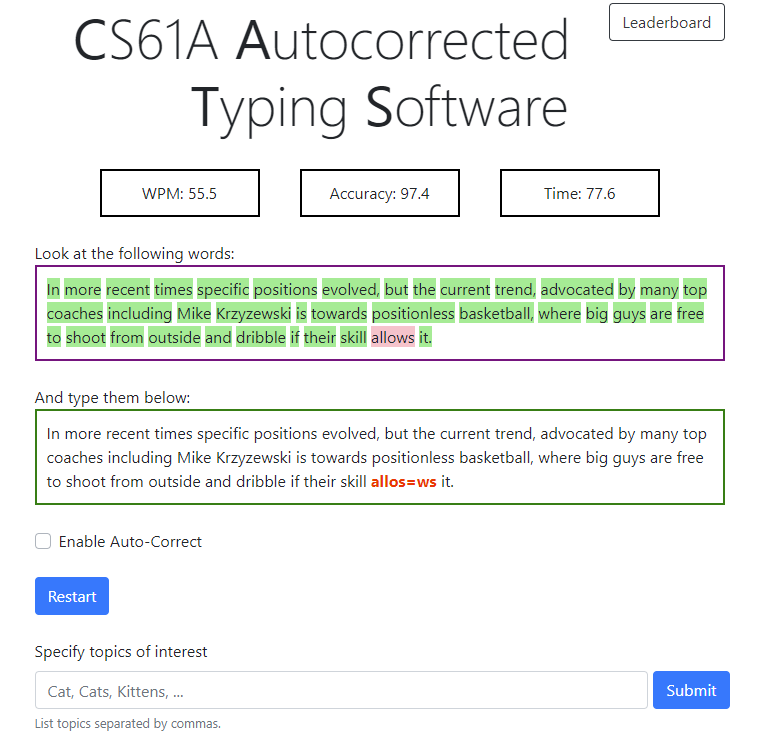 CS61A Autocorrected
Typing Software
Leaderboard
WPM: 55.5
Accuracy: 97.4
Time: 77.6
Look at the following words:
In more recent times specific positions evolved, but the current trend, advocated by many top
coaches including Mike Krzyzewski is towards positionless basketball, where big guys are free
to shoot from outside and dribble if their skill allows it.
And type them below:
In more recent times specific positions evolved, but the current trend, advocated by many top
coaches including Mike Krzyzewski is towards positionless basketball, where big guys are free
to shoot from outside and dribble if their skill allos=ws it.
Enable Auto-Correct
Restart
Specify topics of interest
Cat, Cats, Kittens, ...
Submit
List topics separated by commas.